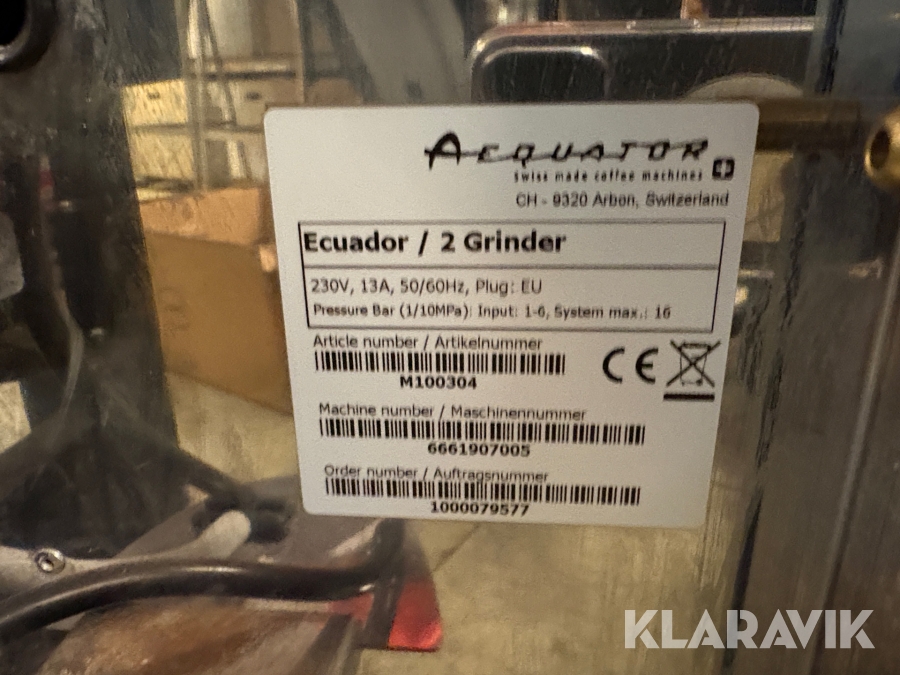 AEQUATOR
swiss made coffee machines
CH - 9320 Arbon, Switzerland
Ecuador / 2 Grinder
230V, 13A, 50/60Hz, Plug: EU
Pressure Bar (1/10MPa): Input: 1-6, System max.: 16
Article number / Artikelnummer
M100304
CE
Machine number / Maschinennummer
6661907005
Order number / Auftragsnummer
1000079577
KLARAVIK